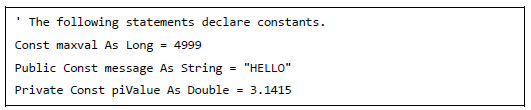 ' The following statements declare constants.
Const maxval As Long = 4999
Public Const message As String = "HELLO"
Private Const piValue As Double = 3.1415